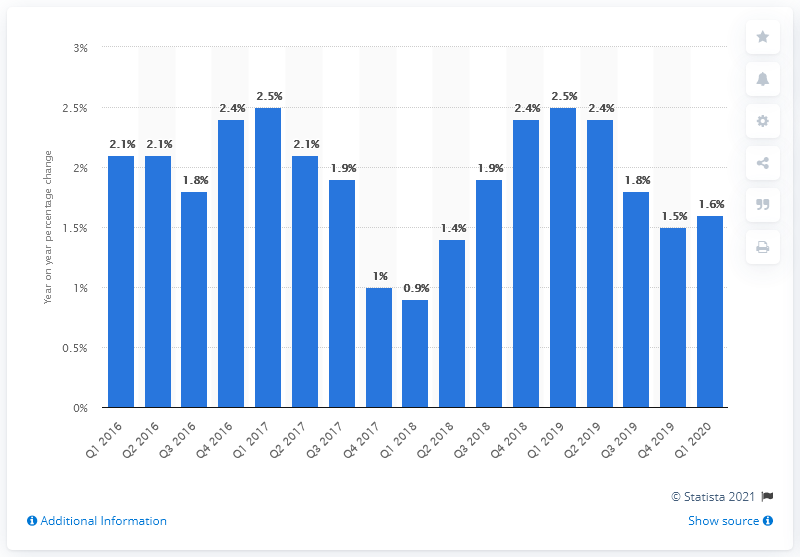 3%
2.5%
2%
1.5%
1%
0.5%
0%
Year on year percentage change
2.1%
2.1%
1.8%
2.4%
2.5%
2.1%
1.9%
1%
0.9%
1.4%
1.9%
2.4%
2.5%
2.4%
1.8%
1.5%
1.6%
Q1 2016
Q2 2016
Q3 2016
Q4 2016
Q1 2017
Q2 2017
Q3 2017
Q4 2017
Q1 2018
Q2 2018
Q3 2018
Q4 2018
Q1 2019
Q2 2019
Q3 2019
Q4 2019
Q1 2020
© Statista 2021
Additional Information
Show source